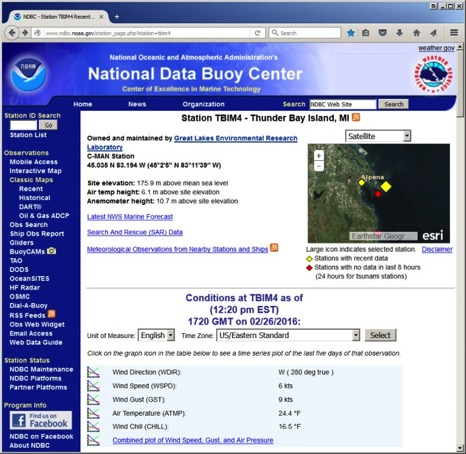 NDBC - Station TBIM4 Recent...
www.ndbc.noaa.gov/station_page.php?station=tbim4
Search
weather.gov
National Oceanic and Atmospheric Administration's
National Data Buoy Center
Center of Excellence in Marine Technology
noaa
Home News Organization Search NDBC Web Site Search
Station ID Search
Go
Station List
Observations
Mobile Access
Interactive Map
Classic Maps
Recent
Historical
DART®
Oil & Gas ADCP
Obs Search
Ship Obs Report
Gliders
BuoyCAMs
TAO
DODS
OceanSITES
HF Radar
OSMC
Dial-A-Buoy
RSS Feeds
Obs Web Widget
Email Access
Web Data Guide
Station Status
NDBC Maintenance
NDBC Platforms
Partner Platforms
Program Info
Find us on
Facebook
NDBC on Facebook
About NDBC
Station TBIM4 - Thunder Bay Island, MI
Owned and maintained by Great Lakes Environmental Research
Laboratory
C-MAN Station
45.035 N 83.194 W (45°2'5" N 83°11'39" W)
Site elevation: 175.9 m above mean sea level
Air temp height: 6.1 m above site elevation
Anemometer height: 10.7 m above site elevation
Latest NWS Marine Forecast
Search And Rescue (SAR) Data
Meteorological Observations from Nearby Stations and Ships
Satellite
+
−
Alpena
Earthstar Geogr...
esri
Large icon indicates selected station. Disclaimer
Stations with recent data
Stations with no data in last 8 hours
(24 hours for tsunami stations)
Conditions at TBIM4 as of
(12:20 pm EST)
1720 GMT on 02/26/2016:
Unit of Measure: English Time Zone: US/Eastern Standard Select
Click on the graph icon in the table below to see a time series plot of the last five days of that observation.
Wind Direction (WDIR): W ( 280 deg true )
Wind Speed (WSPD): 6 kts
Wind Gust (GST): 9 kts
Air Temperature (ATMP): 24.4 °F
Wind Chill (CHILL): 16.5 °F
Combined plot of Wind Speed, Gust, and Air Pressure